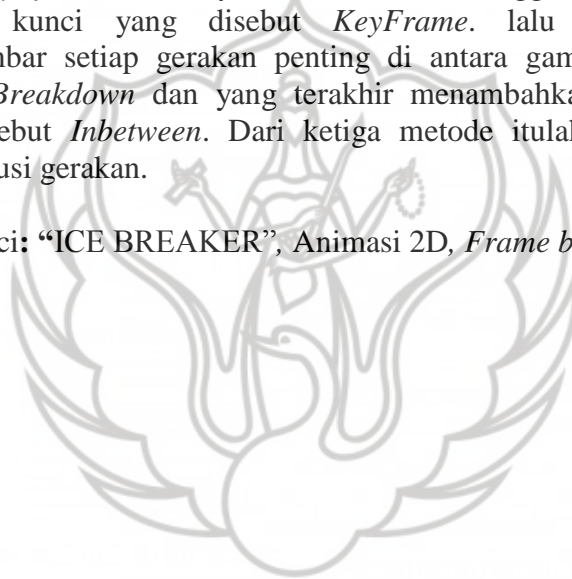 kunci yang disebut KeyFrame. lalu
bar setiap gerakan penting di antara gam
Breakdown dan yang terakhir menambahka
ebut Inbetween. Dari ketiga metode itula
usi gerakan.
ci: “ICE BREAKER”, Animasi 2D, Frame b